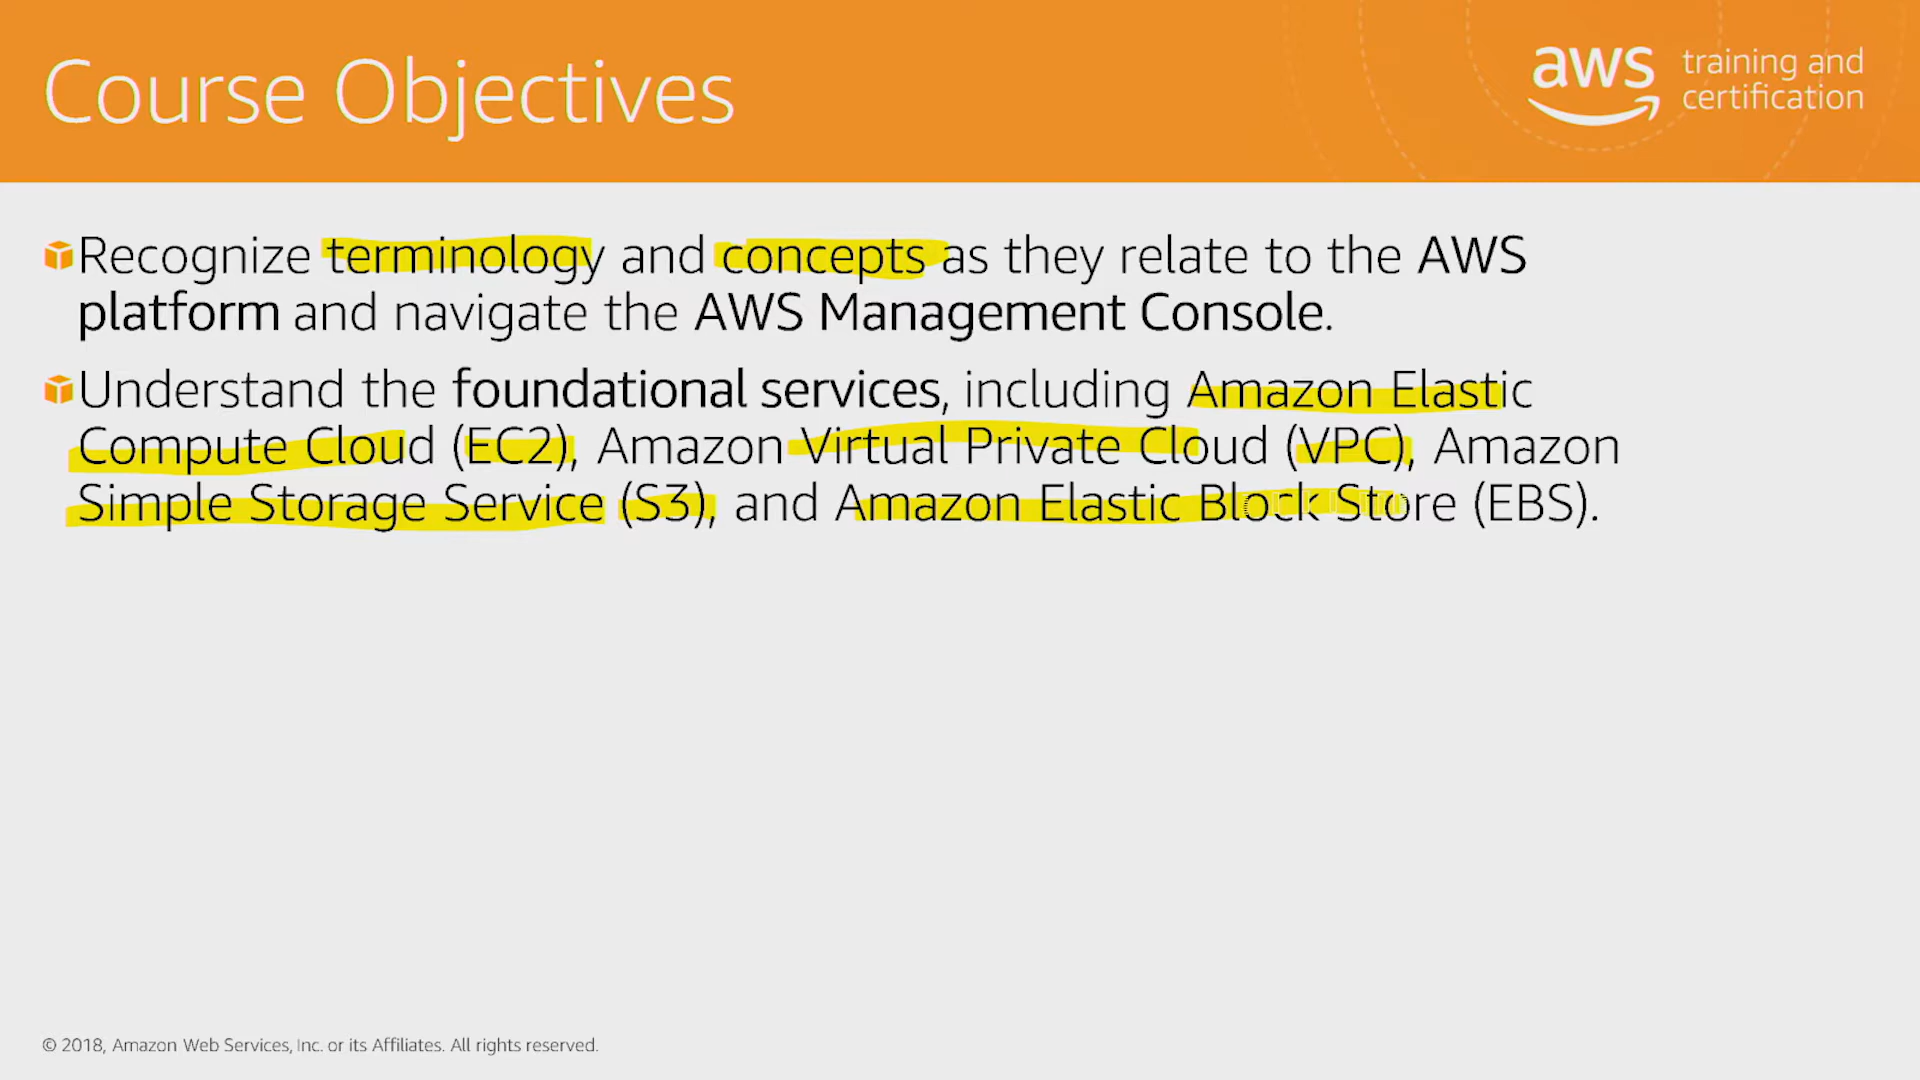 Course Objectives
aws training and
certification
Recognize terminology and concepts as they relate to the AWS
platform and navigate the AWS Management Console.
Understand the foundational services, including Amazon Elastic
Compute Cloud (EC2), Amazon Virtual Private Cloud (VPC), Amazon
Simple Storage Service (S3), and Amazon Elastic Block Store (EBS).
© 2018, Amazon Web Services, Inc. or its Affiliates. All rights reserved.